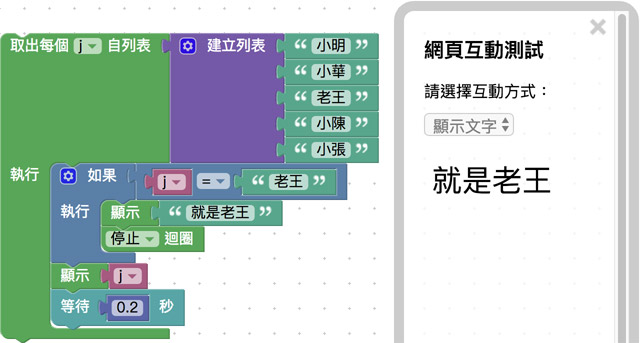 取出每個 j 自列表 建立列表 “ 小明 ”
“ 小華 ”
“ 老王 ”
“ 小陳 ”
“ 小張 ”
執行 如果 j = “ 老王 ”
執行 顯示 “ 就是老王 ”
停止 迴圈
顯示 j
等待 0.2 秒
×
網頁互動測試
請選擇互動方式：
顯示文字
就是老王